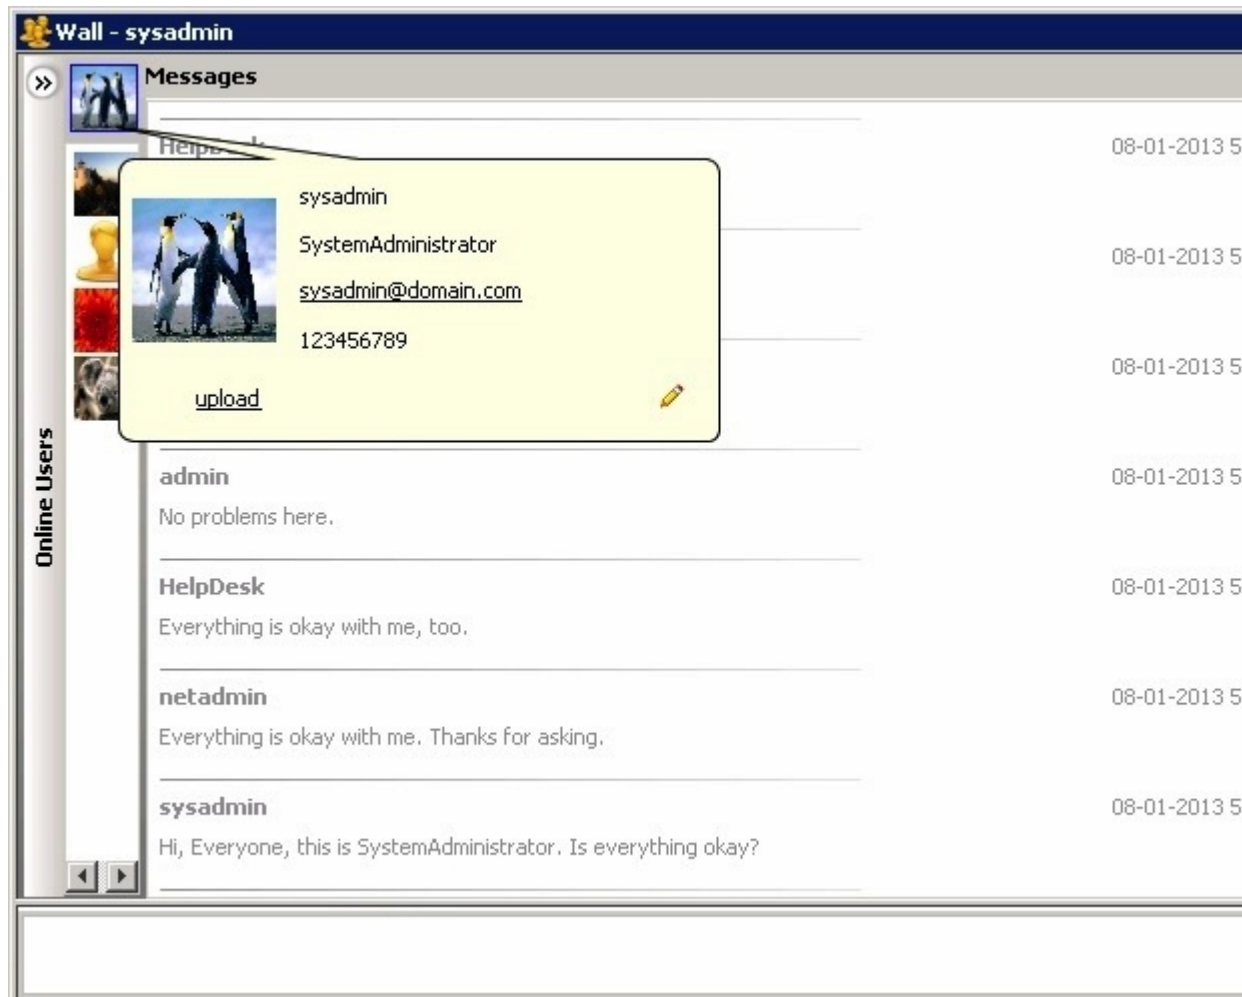 Wall - sysadmin
Messages
HelpDesk
08-01-2013 5
sysadmin
SystemAdministrator
sysadmin@domain.com
123456789
upload
08-01-2013 5
08-01-2013 5
Online Users
admin
08-01-2013 5
No problems here.
HelpDesk
08-01-2013 5
Everything is okay with me, too.
netadmin
08-01-2013 5
Everything is okay with me. Thanks for asking.
sysadmin
08-01-2013 5
Hi, Everyone, this is SystemAdministrator. Is everything okay?